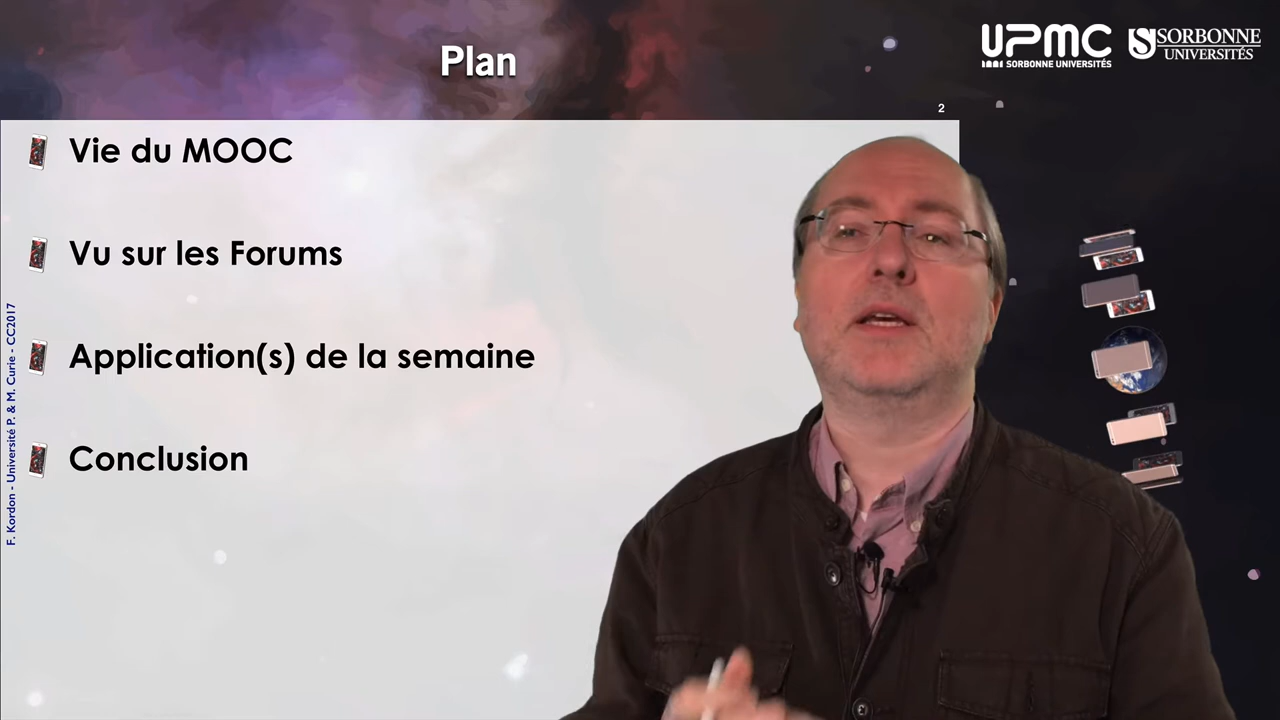 Plan
UPMC
SORBONNE UNIVERSITÉS
SORBONNE
UNIVERSITÉS
2
Vie du MOOC
Vu sur les Forums
Application(s) de la semaine
Conclusion
F. Kordon - Université P. & M. Curie - CC2017